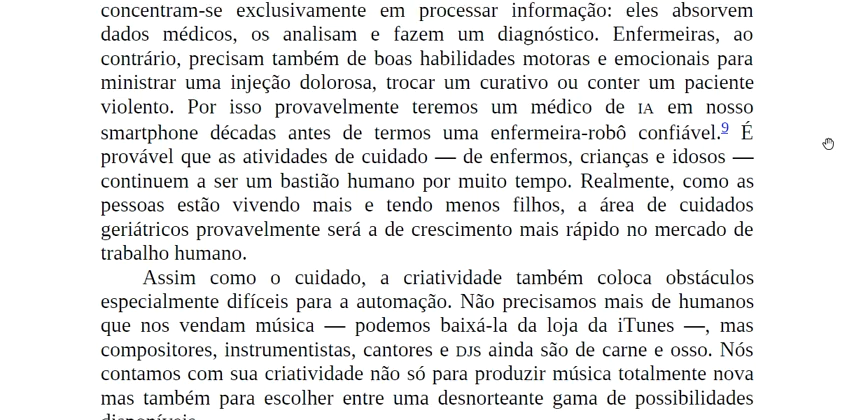 concentram-se exclusivamente em processar informação: eles absorvem
dados médicos, os analisam e fazem um diagnóstico. Enfermeiras, ao
contrário, precisam também de boas habilidades motoras e emocionais para
ministrar uma injeção dolorosa, trocar um curativo ou conter um paciente
violento. Por isso provavelmente teremos um médico de IA em nosso
smartphone décadas antes de termos uma enfermeira-robô confiável.9 É
provável que as atividades de cuidado — de enfermos, crianças e idosos —
continuem a ser um bastião humano por muito tempo. Realmente, como as
pessoas estão vivendo mais e tendo menos filhos, a área de cuidados
geriátricos provavelmente será a de crescimento mais rápido no mercado de
trabalho humano.
Assim como o cuidado, a criatividade também coloca obstáculos
especialmente difíceis para a automação. Não precisamos mais de humanos
que nos vendam música — podemos baixá-la da loja da iTunes —, mas
compositores, instrumentistas, cantores e DJS ainda são de carne e osso. Nós
contamos com sua criatividade não só para produzir música totalmente nova
mas também para escolher entre uma desnorteante gama de possibilidades
disponíveis.